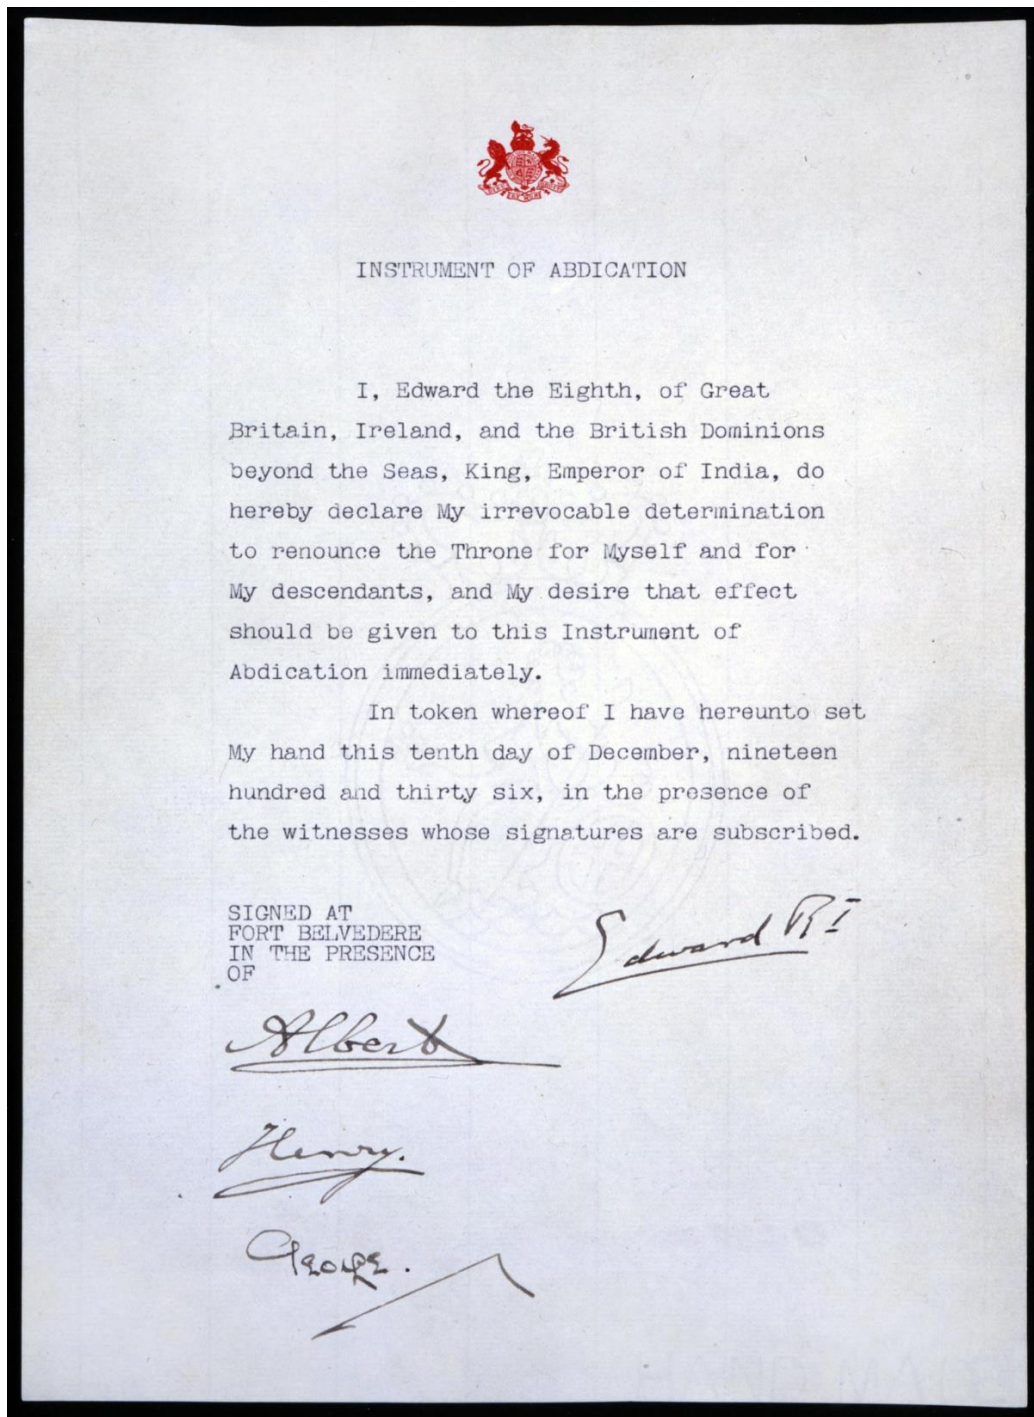 INSTRUMENT OF ABDICATION
I, Edward the Eighth, of Great
Britain, Ireland, and the British Dominions
beyond the Seas, King, Emperor of India, do
hereby declare My irrevocable determination
to renounce the Throne for Myself and for
My descendants, and My desire that effect
should be given to this Instrument of
Abdication immediately.
In token whereof I have hereunto set
My hand this tenth day of December, nineteen
hundred and thirty six, in the presence of
the witnesses whose signatures are subscribed.
SIGNED AT
FORT BELVEDERE
IN THE PRESENCE
OF
Edward R I
Albert
Henry.
George.